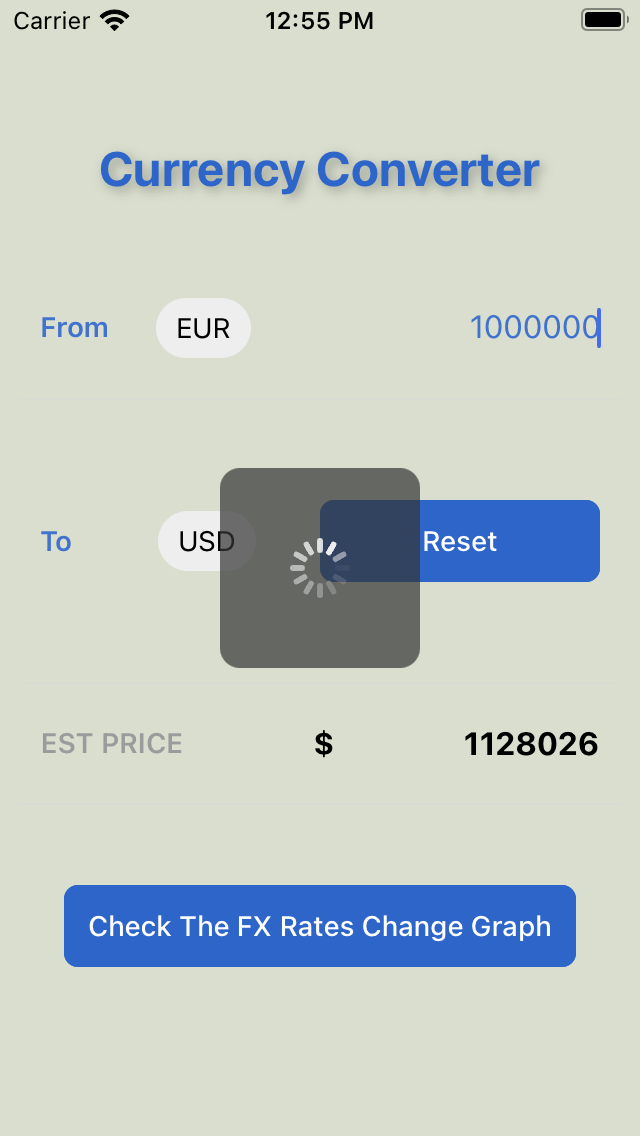 Carrier 12:55 PM
Currency Converter
From EUR 1000000
To USD Reset
EST PRICE $ 1128026
Check The FX Rates Change Graph